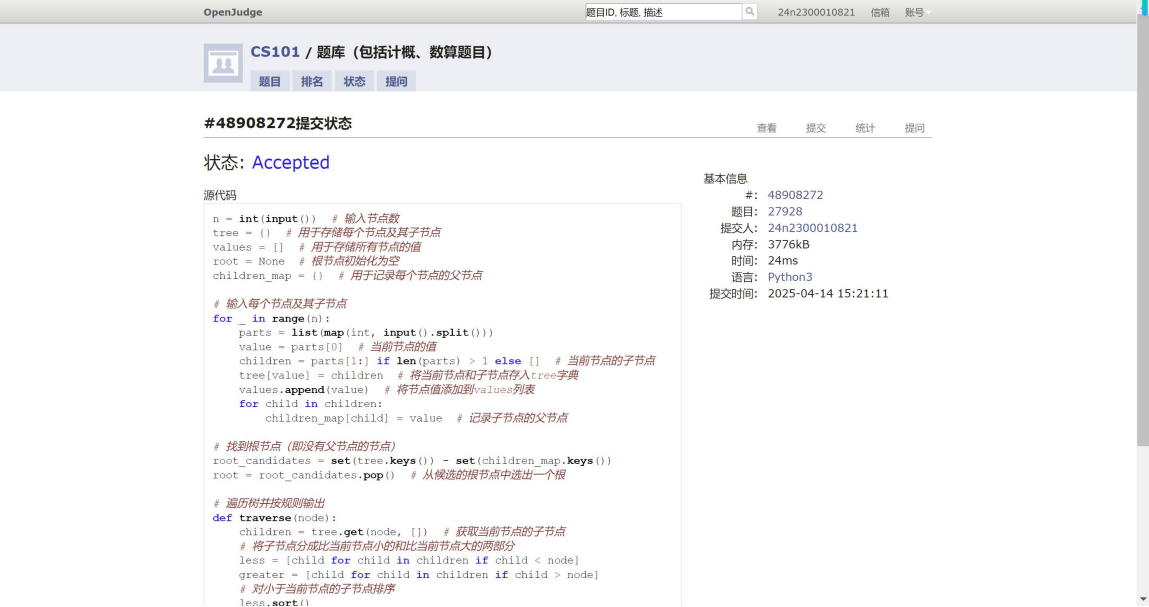 OpenJudge 题目ID, 标题, 描述 24n2300010821 信箱 账号
CS101 / 题库（包括计概、数算题目）
题目 排名 状态 提问
#48908272提交状态
查看 提交 统计 提问
状态: Accepted
源代码
n = int(input())  # 输入节点数
tree = {}  # 用于存储每个节点及其子节点
values = []  # 用于存储所有节点的值
root = None  # 根节点初始化为空
children_map = {}  # 用于记录每个节点的父节点
# 输入每个节点及其子节点
for _ in range(n):
    parts = list(map(int, input().split()))
    value = parts[0]  # 当前节点的值
    children = parts[1:] if len(parts) > 1 else []  # 当前节点的子节点
    tree[value] = children  # 将当前节点和子节点存入tree字典
    values.append(value)  # 将节点值添加到values列表
    for child in children:
        children_map[child] = value  # 记录子节点的父节点
# 找到根节点（即没有父节点的节点）
root_candidates = set(tree.keys()) - set(children_map.keys())
root = root_candidates.pop()  # 从候选的根节点中选出一个根
# 遍历树并按规则输出
def traverse(node):
    children = tree.get(node, [])  # 获取当前节点的子节点
    # 将子节点分成比当前节点小的和比当前节点大的两部分
    less = [child for child in children if child < node]
    greater = [child for child in children if child > node]
    # 对小于当前节点的子节点排序
    less.sort()
基本信息
#: 48908272
题目: 27928
提交人: 24n2300010821
内存: 3776kB
时间: 24ms
语言: Python3
提交时间: 2025-04-14 15:21:11